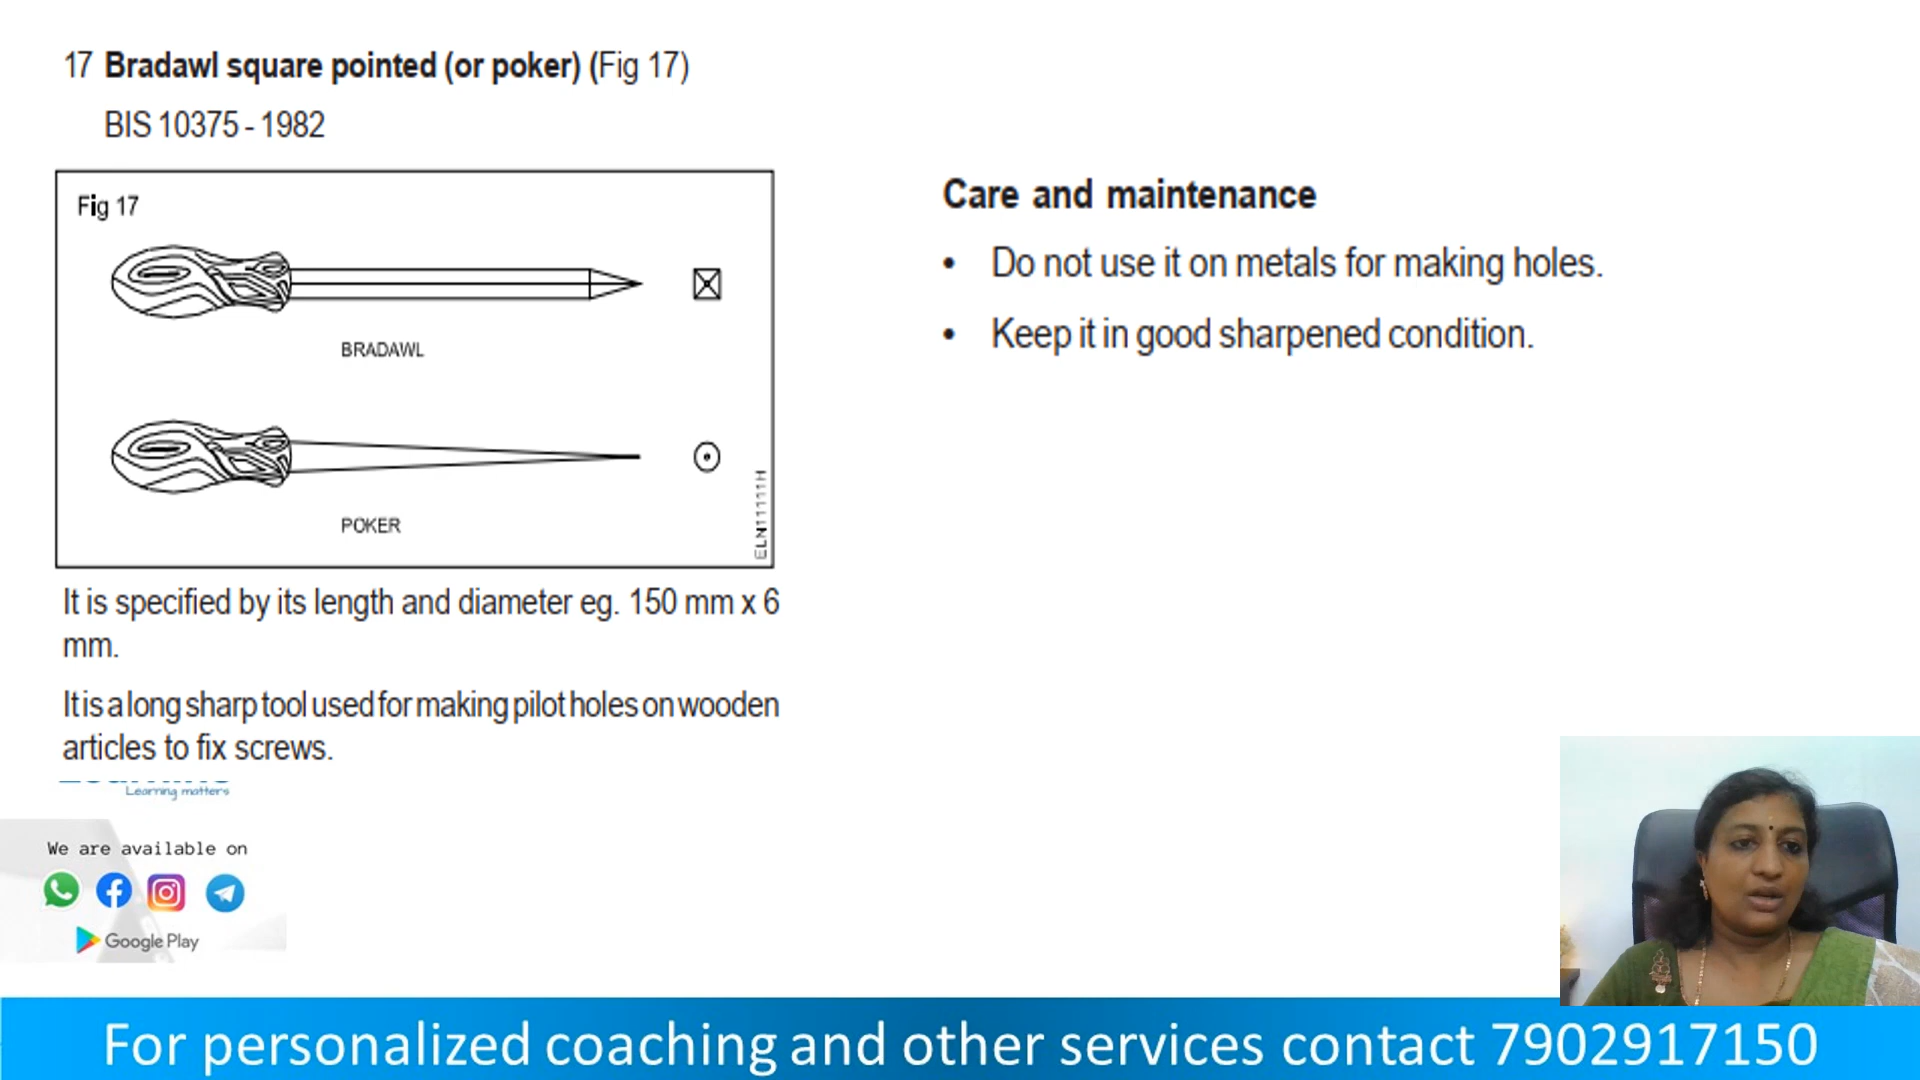 17 Bradawl square pointed (or poker) (Fig 17)
BIS 10375 - 1982
Fig 17
BRADAWL
POKER
ELN111111H
It is specified by its length and diameter eg. 150 mm x 6
mm.
It is a long sharp tool used for making pilot holes on wooden
articles to fix screws.
Care and maintenance
• Do not use it on metals for making holes.
• Keep it in good sharpened condition.
Learning matters
We are available on
Google Play
For personalized coaching and other services contact 7902917150